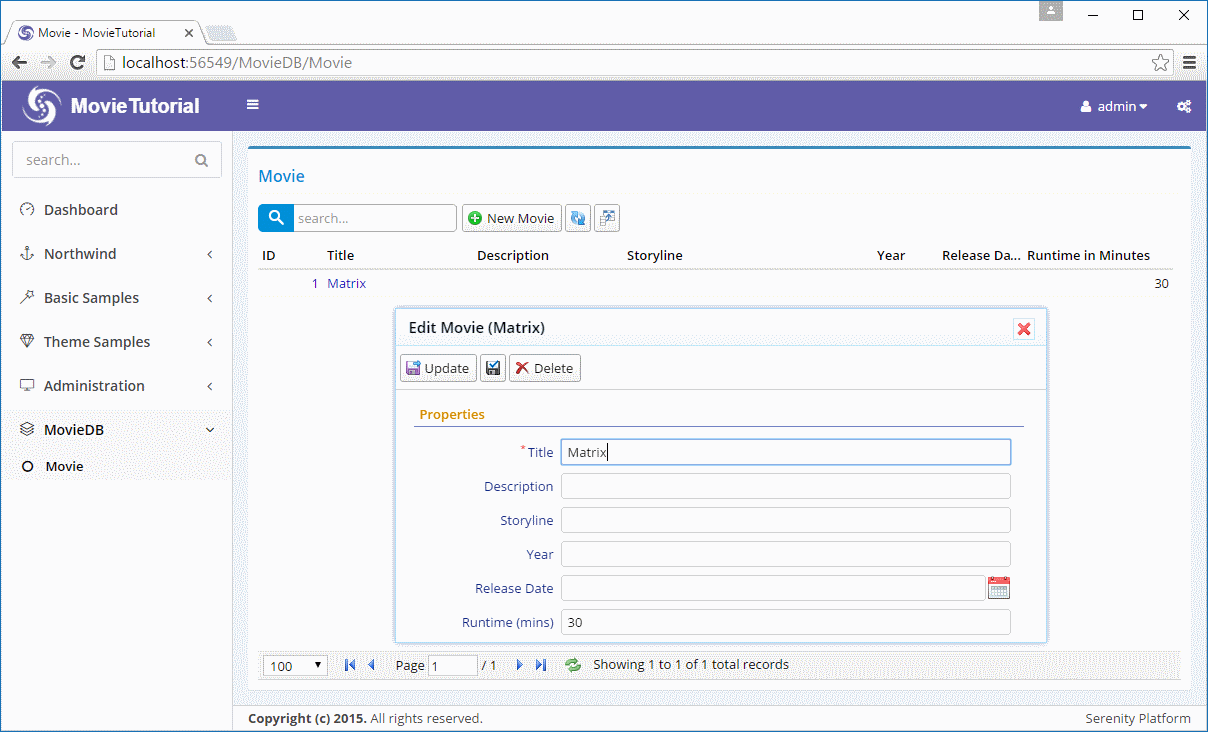 Movie - MovieTutorial
localhost:56549/MovieDB/Movie
MovieTutorial
admin
search...
Dashboard
Northwind
Basic Samples
Theme Samples
Administration
MovieDB
Movie
Movie
search...
New Movie
ID Title Description Storyline Year Release Da... Runtime in Minutes
1 Matrix 30
Edit Movie (Matrix)
Update
Delete
Properties
* Title Matrix
Description
Storyline
Year
Release Date
Runtime (mins) 30
100 Page 1 / 1 Showing 1 to 1 of 1 total records
Copyright (c) 2015. All rights reserved. Serenity Platform